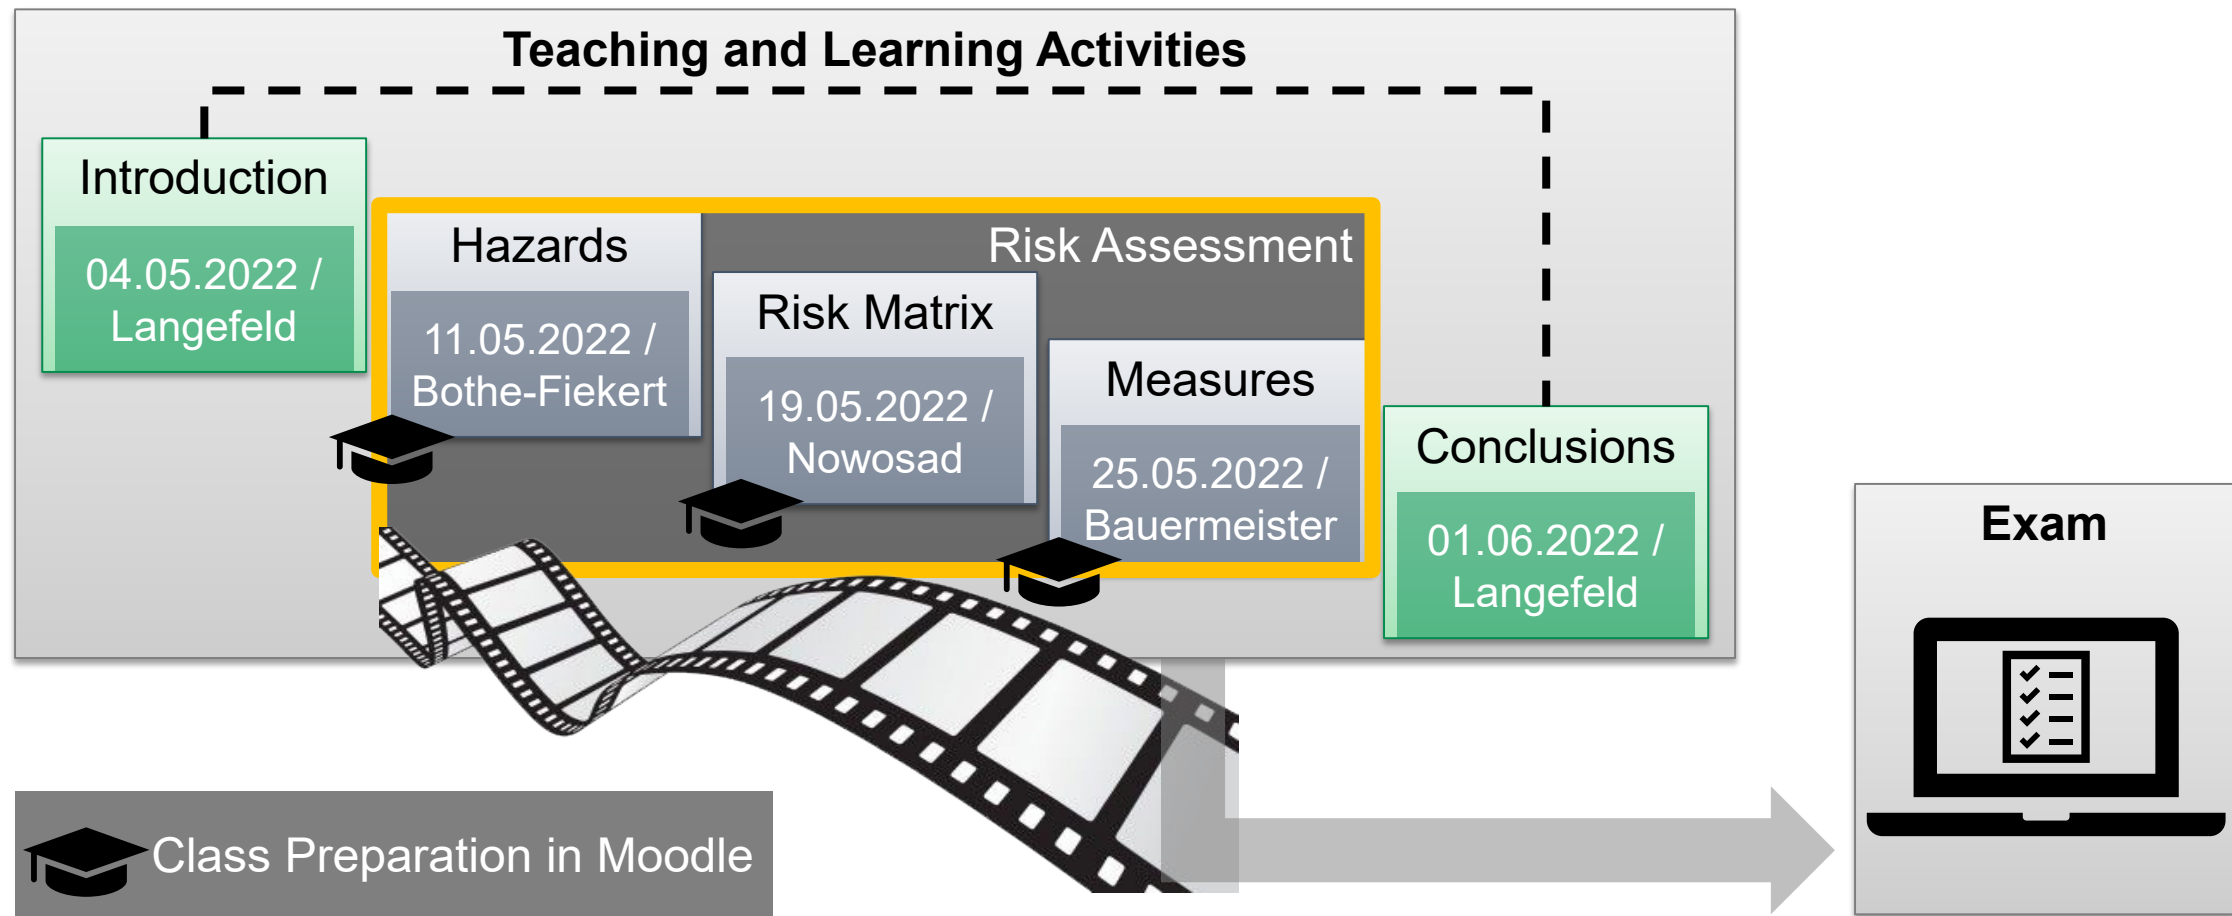 Teaching and Learning Activities
Introduction
04.05.2022 /
Langefeld
Risk Assessment
Hazards
11.05.2022 /
Bothe-Fiekert
Risk Matrix
19.05.2022 /
Nowosad
Measures
25.05.2022 /
Bauermeister
Conclusions
01.06.2022 /
Langefeld
Exam
Class Preparation in Moodle